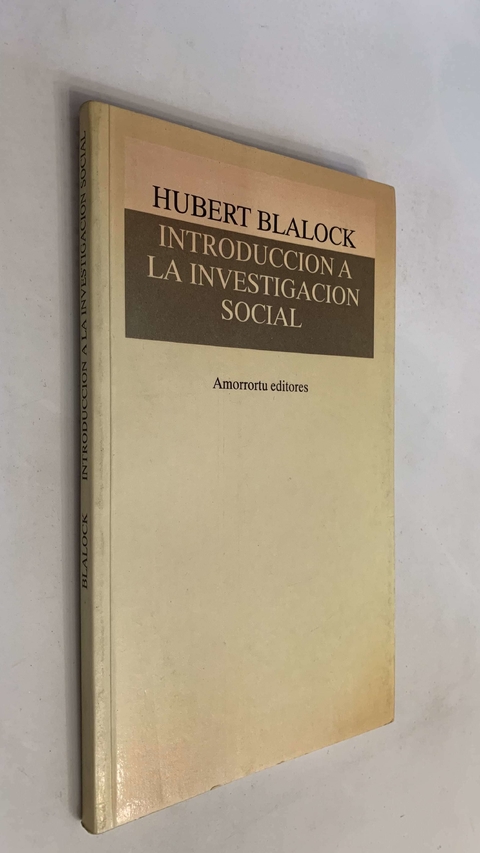 HUBERT BLALOCK
INTRODUCCION A
LA INVESTIGACION
SOCIAL
Amorrortu editores
BLALOCK INTRODUCCION A LA INVESTIGACION SOCIAL